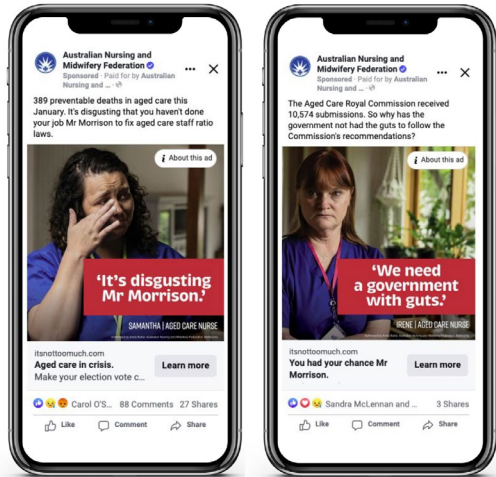 Australian Nursing and
Midwifery Federation
Sponsored · Paid for by Australian
Nursing and ... ·
389 preventable deaths in aged care this
January. It's disgusting that you haven't done
your job Mr Morrison to fix aged care staff ratio
laws.
i About this ad
'It's disgusting
Mr Morrison.'
SAMANTHA | AGED CARE NURSE
itsnottoomuch.com
Aged care in crisis.
Make your election vote c...
Learn more
Carol O'S... 88 Comments 27 Shares
Like Comment Share
Australian Nursing and
Midwifery Federation
Sponsored · Paid for by Australian
Nursing and ... ·
The Aged Care Royal Commission received
10,574 submissions. So why has the
government not had the guts to follow the
Commission's recommendations?
i About this ad
'We need
a government
with guts.'
IRENE | AGED CARE NURSE
itsnottoomuch.com
You had your chance Mr
Morrison.
Learn more
Sandra McLennan and ... 3 Shares
Like Comment Share